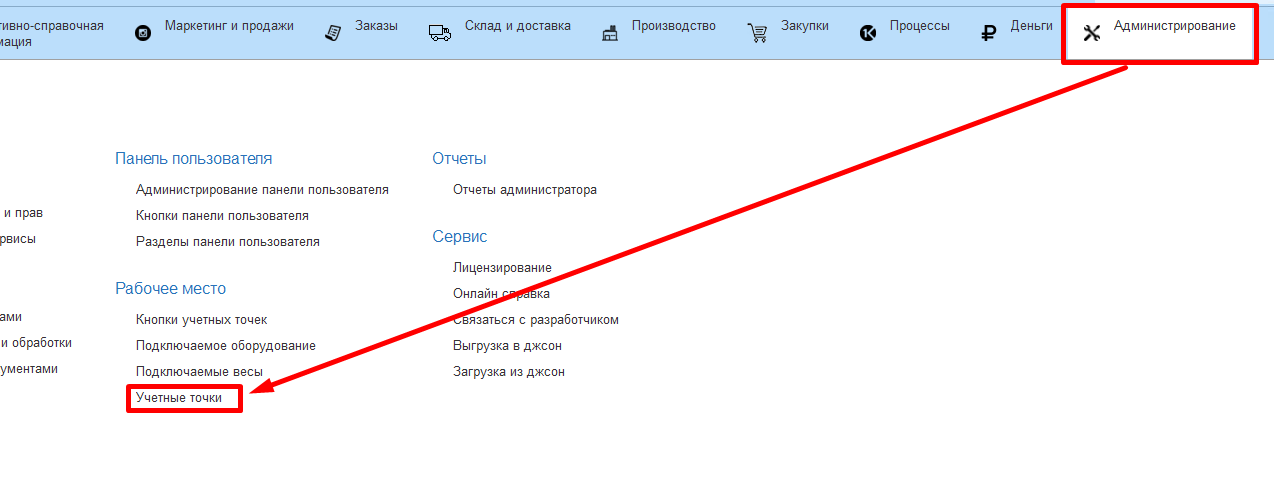 тивно-справочная
мация
Маркетинг и продажи
Заказы
Склад и доставка
Производство
Закупки
1К
Процессы
Деньги
Администрирование
и прав
рвисы
ами
и обработки
ументами
Панель пользователя
Администрирование панели пользователя
Кнопки панели пользователя
Разделы панели пользователя
Рабочее место
Кнопки учетных точек
Подключаемое оборудование
Подключаемые весы
Учетные точки
Отчеты
Отчеты администратора
Сервис
Лицензирование
Онлайн справка
Связаться с разработчиком
Выгрузка в джсон
Загрузка из джсон